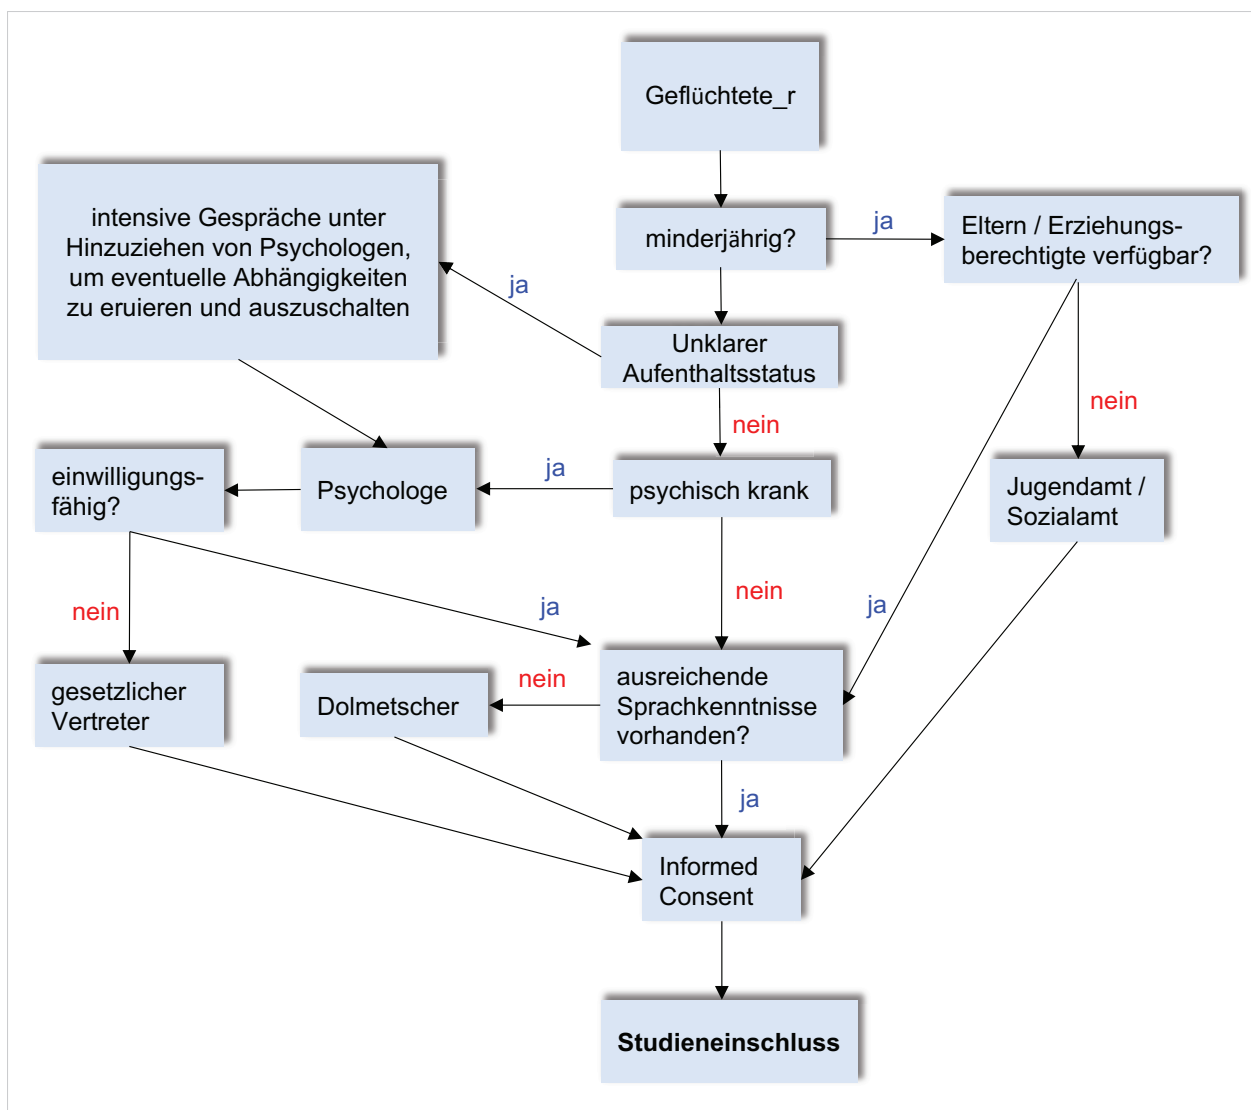 Geflüchtete_r
intensive Gespräche unter
Hinzuziehen von Psychologen,
um eventuelle Abhängigkeiten
zu eruieren und auszuschalten
minderjährig?
ja
Eltern / Erziehungs-
berechtigte verfügbar?
ja
Unklarer
Aufenthaltsstatus
nein
nein
einwilligungs-
fähig?
Psychologe
ja
psychisch krank
Jugendamt /
Sozialamt
nein
ja
nein
ja
gesetzlicher
Vertreter
Dolmetscher
nein
ausreichende
Sprachkenntnisse
vorhanden?
ja
Informed
Consent
Studieneinschluss